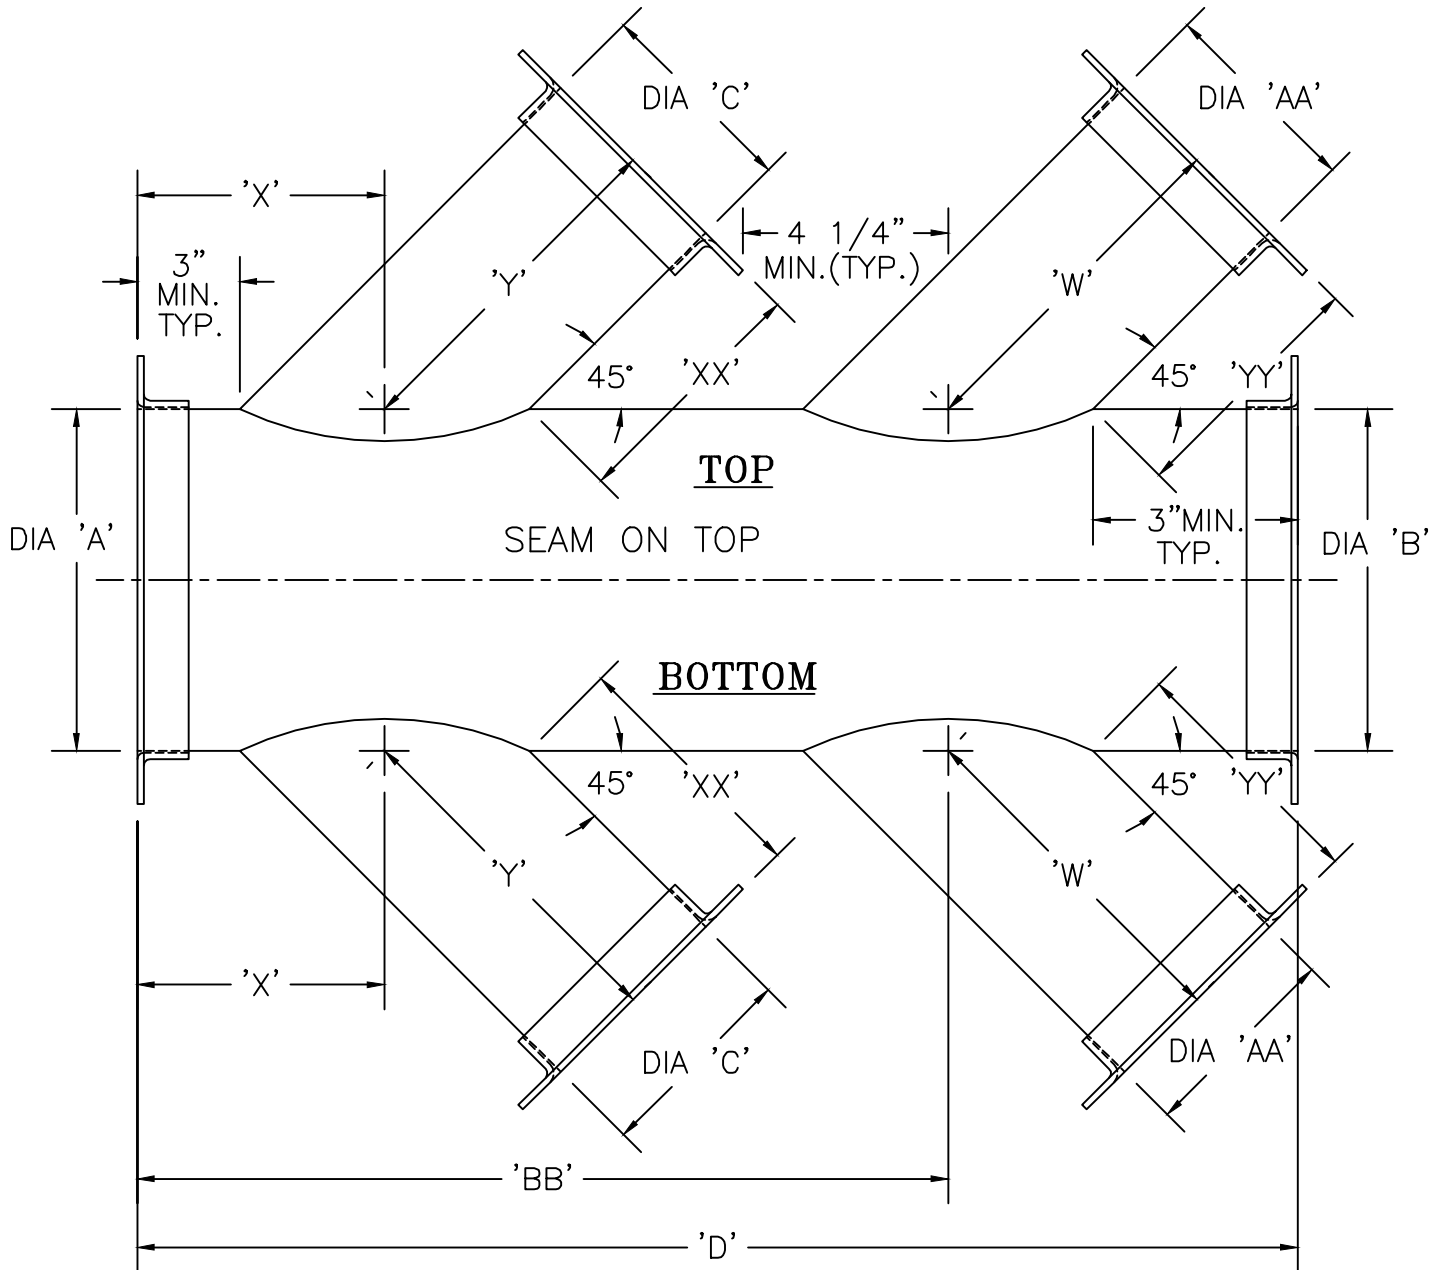 DIA 'C'
DIA 'AA'
'X'
4 1/4"
MIN.(TYP.)
3"
MIN.
TYP.
'Y'
'W'
45°
'XX'
45°
'YY'
TOP
3"MIN.
TYP.
DIA 'A'
SEAM ON TOP
DIA 'B'
BOTTOM
45°
'XX'
45°
'YY'
'Y'
'W'
'X'
DIA 'C'
DIA 'AA'
'BB'
'D'